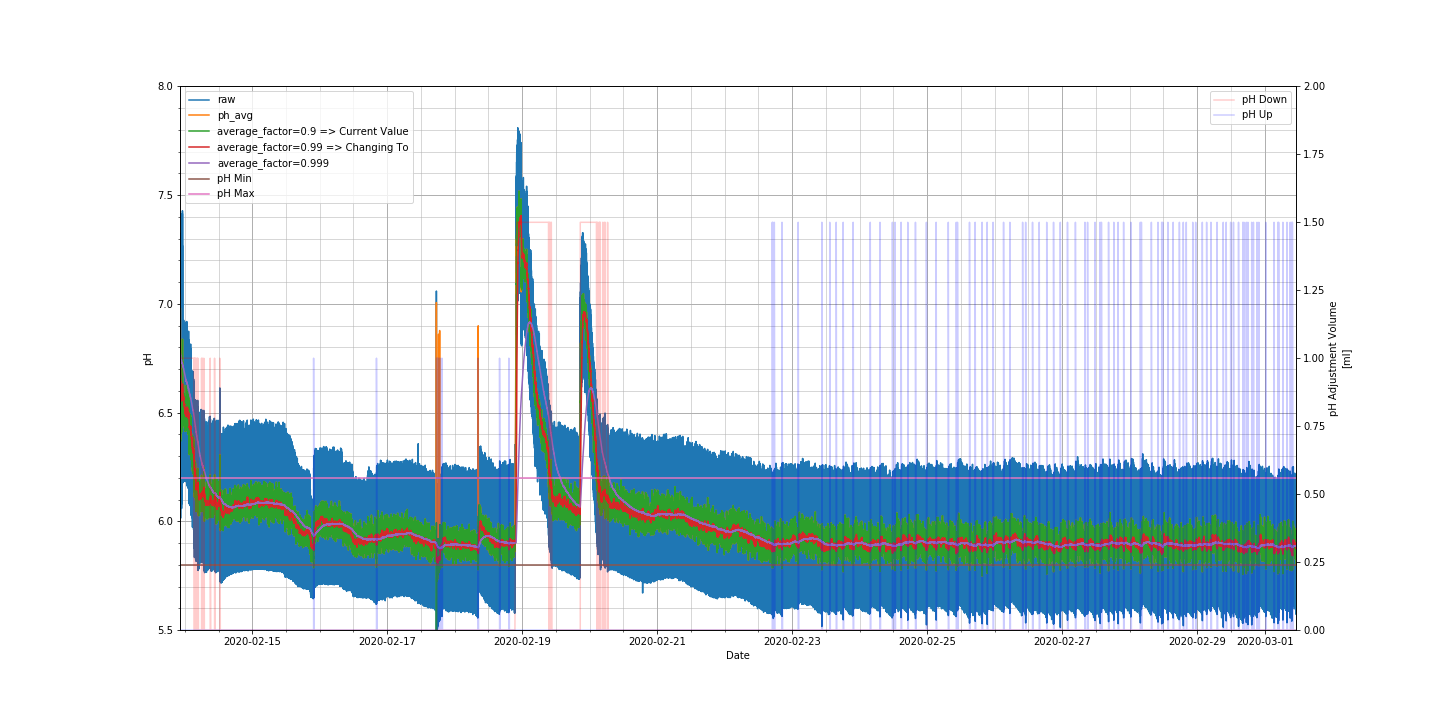 raw
ph_avg
average_factor=0.9 => Current Value
average_factor=0.99 => Changing To
average_factor=0.999
pH Min
pH Max
pH Down
pH Up
8.0
7.5
7.0
6.5
6.0
5.5
pH
2.00
1.75
1.50
1.25
1.00
0.75
0.50
0.25
0.00
pH Adjustment Volume
[ml]
2020-02-15
2020-02-17
2020-02-19
2020-02-21
2020-02-23
2020-02-25
2020-02-27
2020-02-29
2020-03-01
Date